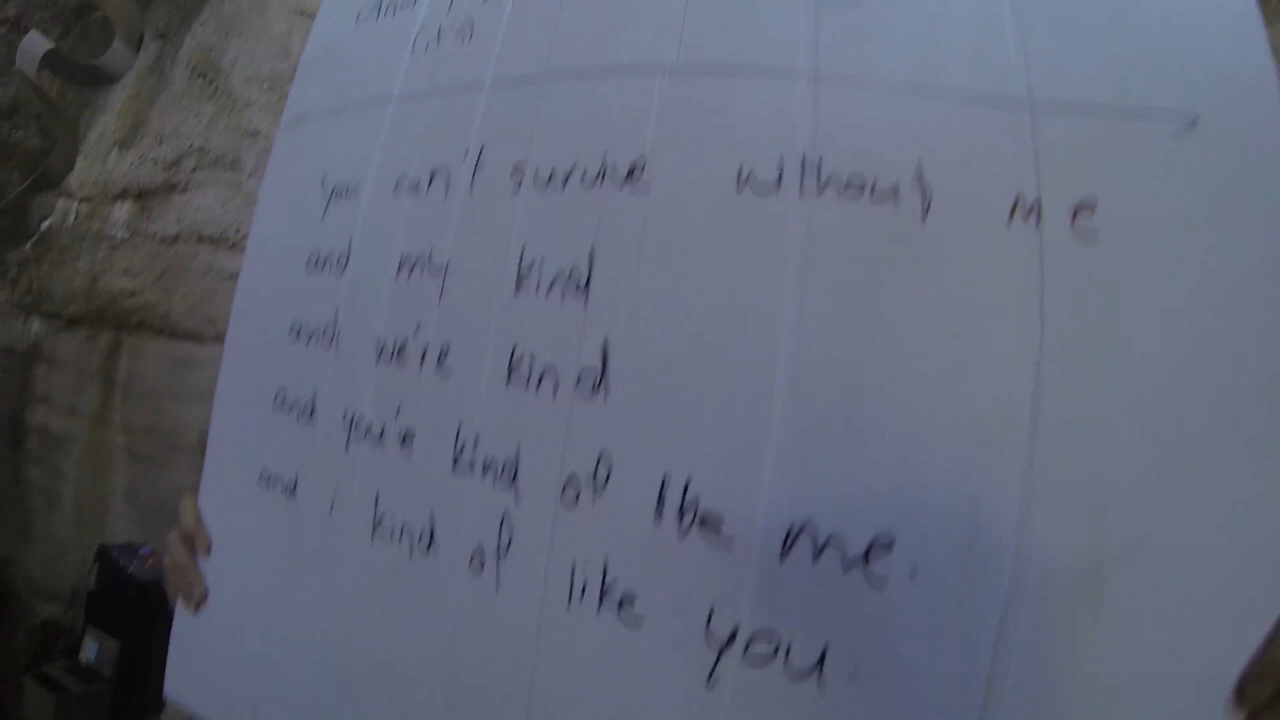 you can't survive without me
and my kind
and we're kind
and you're kind of like me.
and i kind of like you